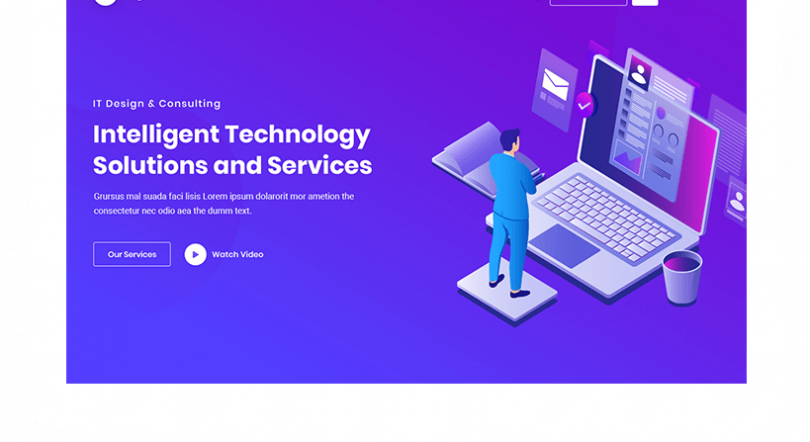 IT Design & Consulting
Intelligent Technology
Solutions and Services
Grursus mal suada faci lisis Lorem ipsum dolarorit mor ametion the
consectetur nec odio aea the dumm text.
Our Services
Watch Video